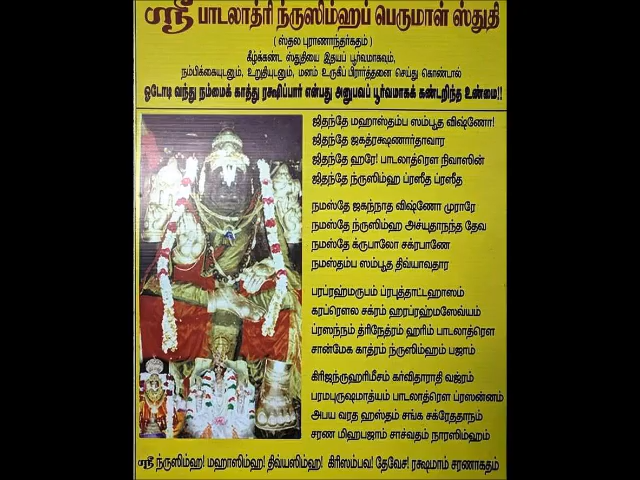 ஸ்ரீ பாடலாத்ரி ந்ருஸிம்ஹப் பெருமாள் ஸ்துதி
( ஸ்தல புராணாந்தர்கதம் )
கீழ்க்கண்ட ஸ்துதியை இதயப் பூர்வமாகவும்,
நம்பிக்கையுடனும், உறுதியுடனும், மனம் உருகிப் பிரார்த்தனை செய்து கொண்டால்
ஓடோடி வந்து நம்மைக் காத்து ரக்ஷிப்பார் என்பது அனுபவப் பூர்வமாகக் கண்டறிந்த உண்மை!!
ஜிதந்தே மஹாஸ்தம்ப ஸம்பூத விஷ்ணோ!
ஜிதந்தே ஜகத்ரக்ஷணார்தாவார
ஜிதந்தே ஹரே! பாடலாத்ரௌ நிவாஸின்
ஜிதந்தே ந்ருஸிம்ஹ ப்ரஸீத ப்ரஸீத
நமஸ்தே ஜகந்நாத விஷ்ணோ முராரே
நமஸ்தே ந்ருஸிம்ஹ அச்யுதாநந்த தேவ
நமஸ்தே க்ருபாலோ சக்ரபாணே
நமஸ்தம்ப ஸம்பூத திவ்யாவதார
பரப்ரஹ்மரூபம் ப்ரபுத்தாட்டஹாஸம்
கரப்ரௌல சக்ரம் ஹரப்ரஹ்மஸேவ்யம்
ப்ரஸந்நம் த்ரிநேத்ரம் ஹரிம் பாடலாத்ரௌ
சான்மேக காத்ரம் ந்ருஸிம்ஹம் பஜாம்
கிரிஜந்ருஹரிமீசம் கர்விதாராதி வஜ்ரம்
பரமபுருஷமாத்யம் பாடலாத்ரௌ ப்ரஸன்னம்
அபய வரத ஹஸ்தம் சங்க சக்ரேததாநம்
சரண மிஹபஜாம் சாச்வதம் நாரஸிம்ஹம்
ஸ்ரீ ந்ருஸிம்ஹ! மஹாஸிம்ஹ! திவ்யஸிம்ஹ! கிரிஸம்பவ! தேவேச! ரக்ஷமாம் சரணாகதம்